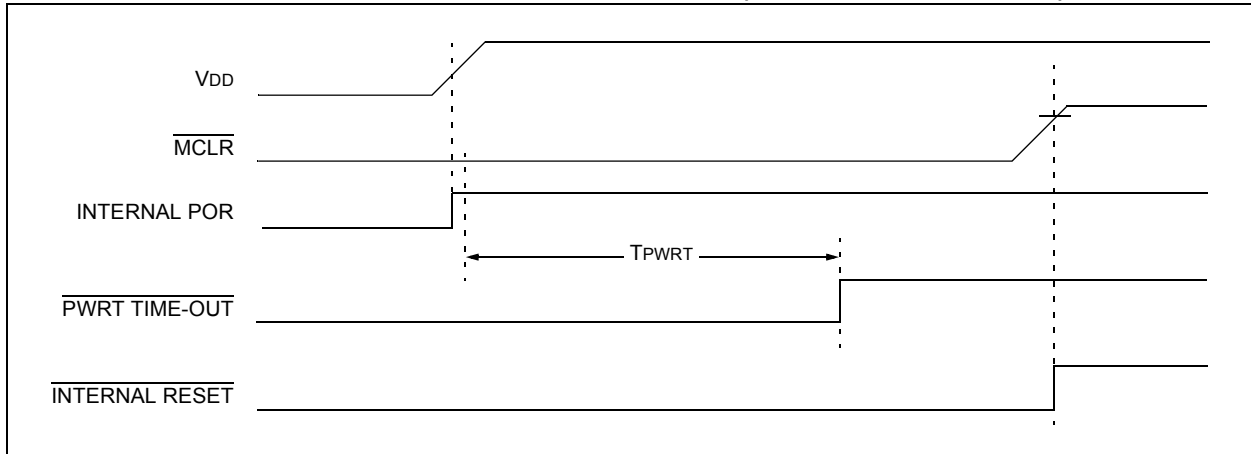 VDD
MCLR
INTERNAL POR
TPWRT
PWRT TIME-OUT
INTERNAL RESET